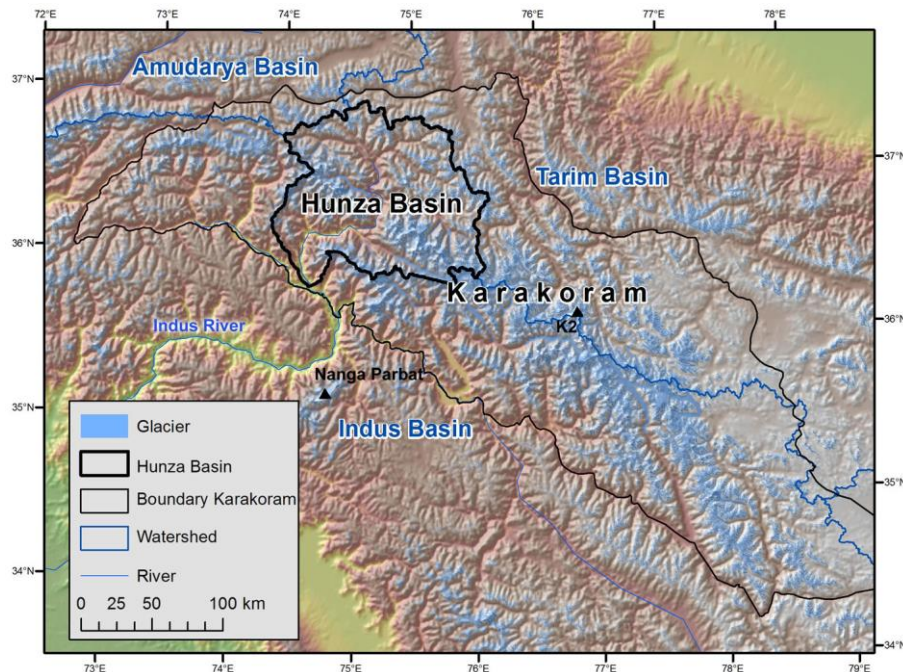 72°E 73°E 74°E 75°E 76°E 77°E 78°E
37°N
Amudarya Basin
37°N
Tarim Basin
Hunza Basin
36°N
Karakoram
K2
36°N
Indus River
Nanga Parbat
35°N
Indus Basin
Glacier
Hunza Basin
Boundary Karakoram
35°N
Watershed
34°N
River
0 25 50 100 km
34°N
73°E 74°E 75°E 76°E 77°E 78°E 79°E